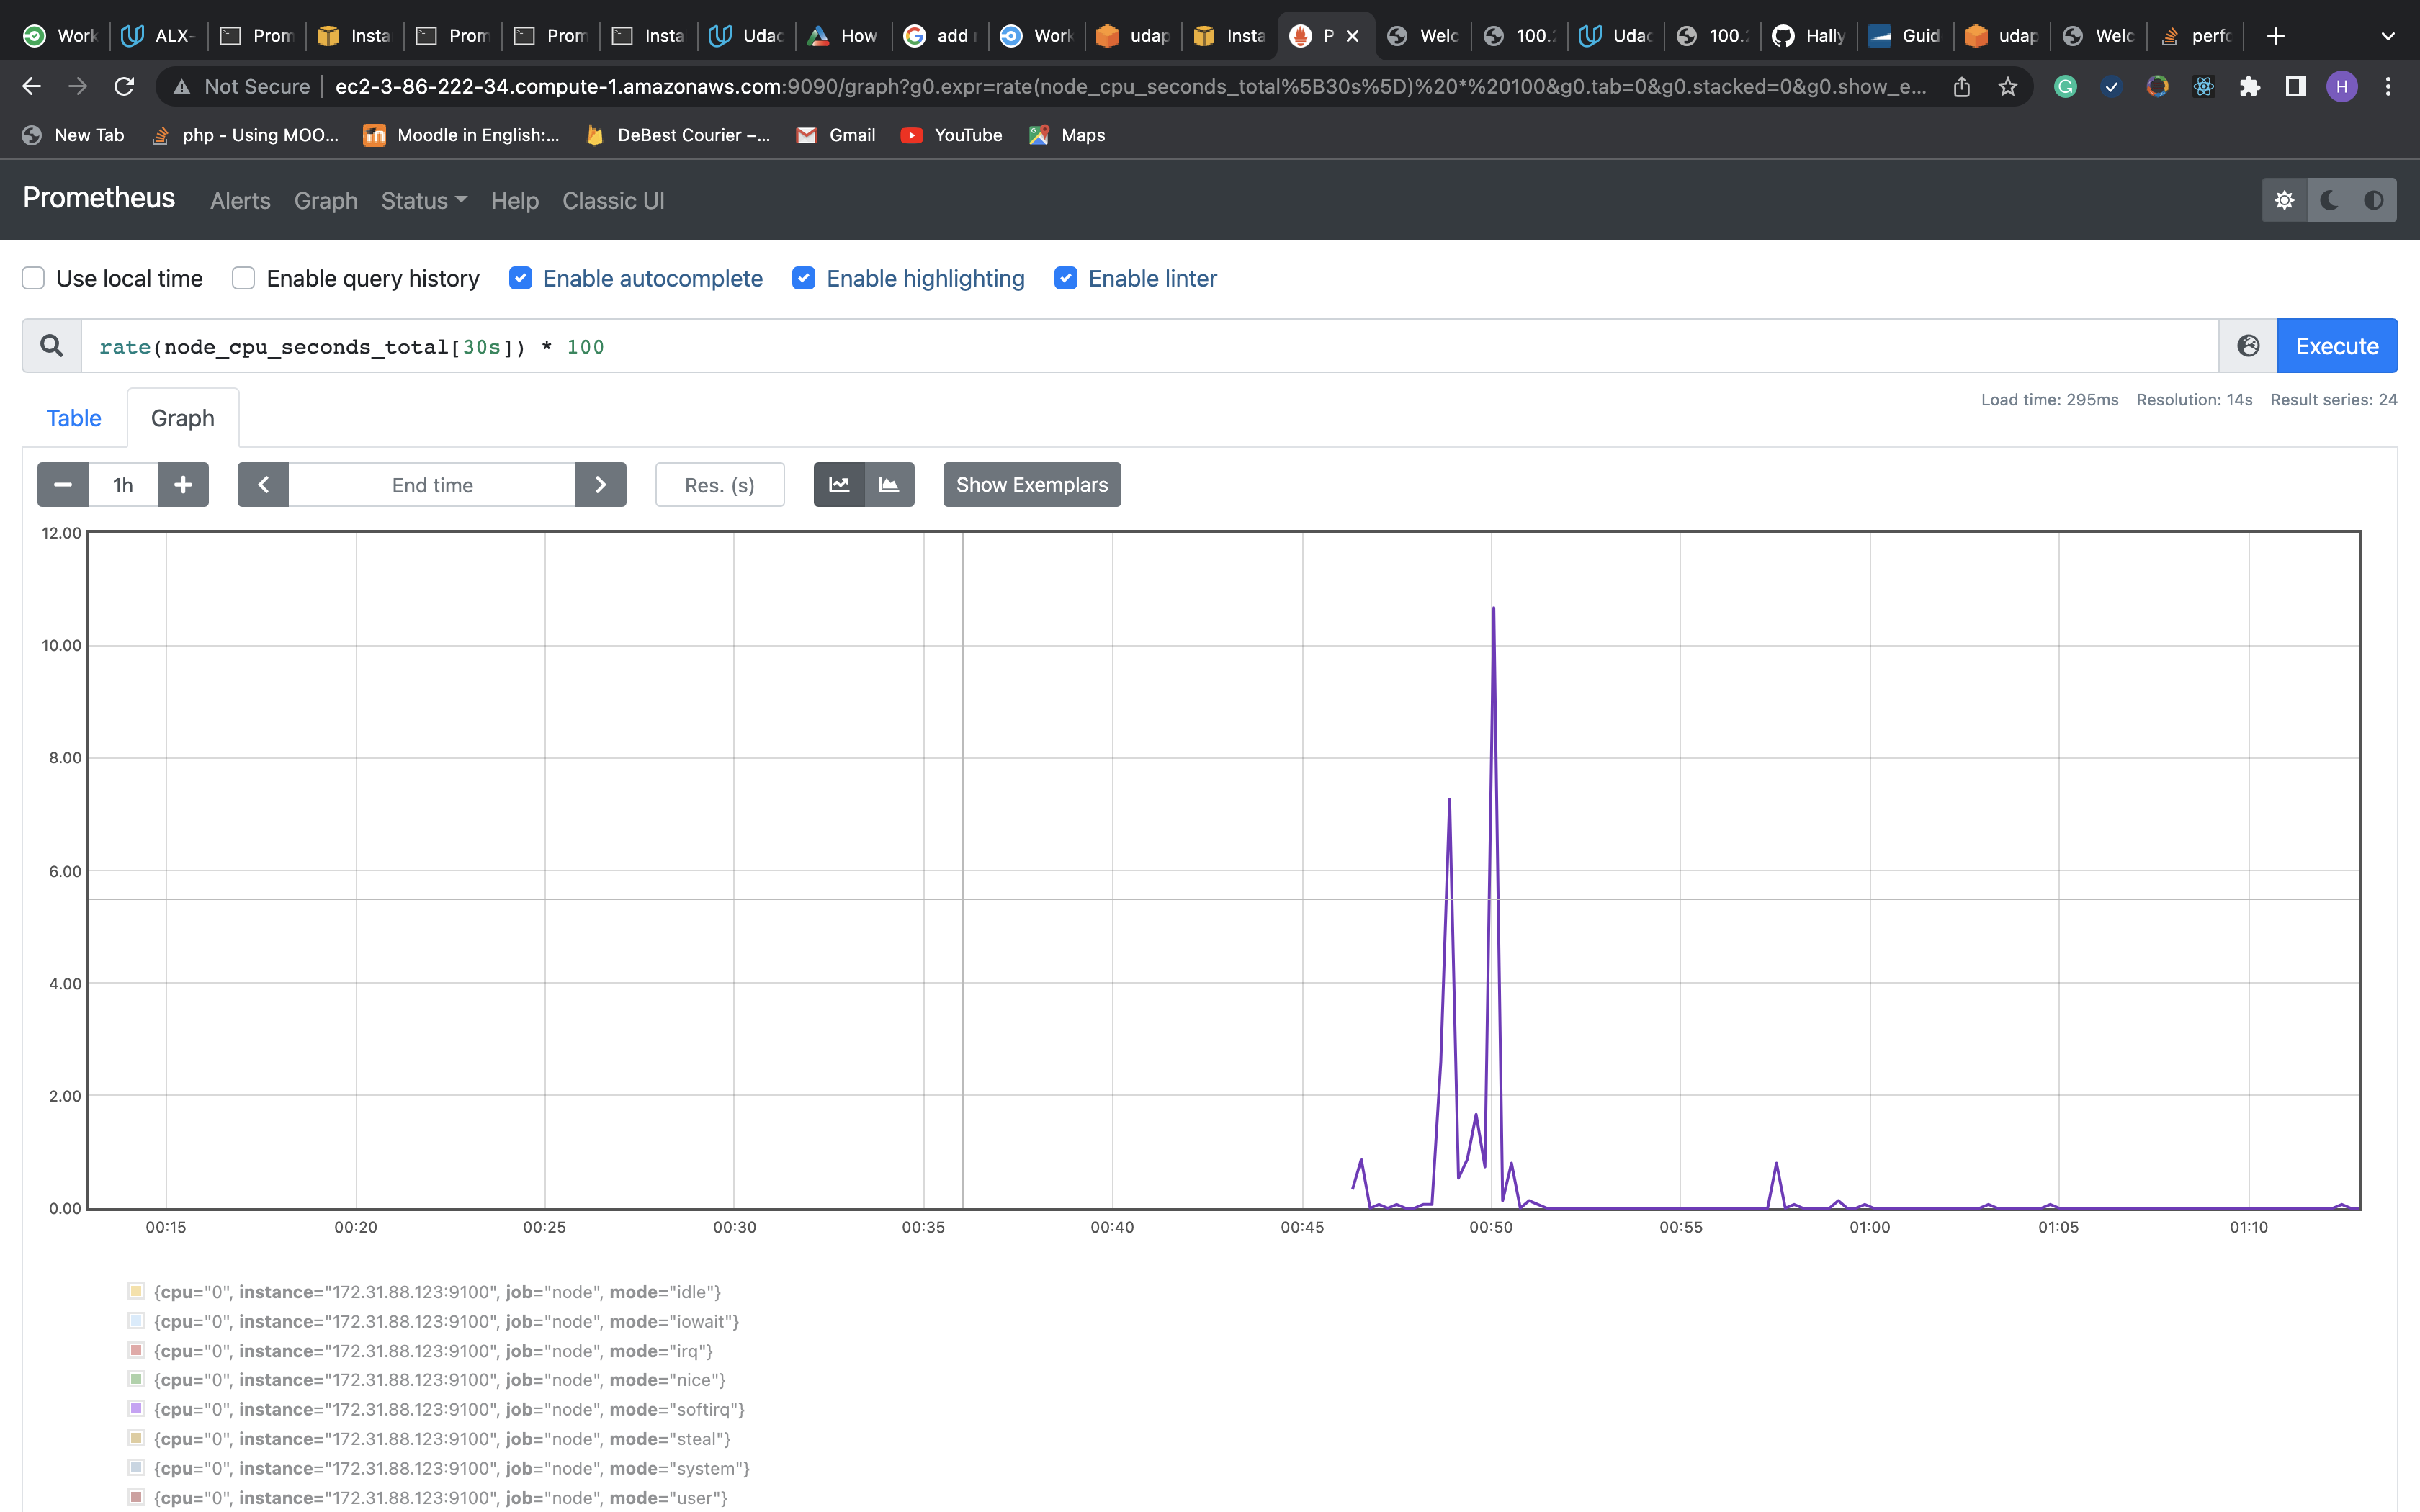 Work ALX- Prom Insta Prom Prom Insta Udac How add Work udap Insta P Welc 100. Udac 100. Hally Guid udap Welc perfo
Not Secure ec2-3-86-222-34.compute-1.amazonaws.com:9090/graph?g0.expr=rate(node_cpu_seconds_total%5B30s%5D)%20*%20100&g0.tab=0&g0.stacked=0&g0.show_e... H
New Tab php - Using MOO... Moodle in English:... DeBest Courier –... Gmail YouTube Maps
Prometheus Alerts Graph Status Help Classic UI
Use local time Enable query history Enable autocomplete Enable highlighting Enable linter
rate(node_cpu_seconds_total[30s]) * 100 Execute
Load time: 295ms Resolution: 14s Result series: 24
Table Graph
1h End time Res. (s) Show Exemplars
12.00
10.00
8.00
6.00
4.00
2.00
0.00
00:15 00:20 00:25 00:30 00:35 00:40 00:45 00:50 00:55 01:00 01:05 01:10
{cpu="0", instance="172.31.88.123:9100", job="node", mode="idle"}
{cpu="0", instance="172.31.88.123:9100", job="node", mode="iowait"}
{cpu="0", instance="172.31.88.123:9100", job="node", mode="irq"}
{cpu="0", instance="172.31.88.123:9100", job="node", mode="nice"}
{cpu="0", instance="172.31.88.123:9100", job="node", mode="softirq"}
{cpu="0", instance="172.31.88.123:9100", job="node", mode="steal"}
{cpu="0", instance="172.31.88.123:9100", job="node", mode="system"}
{cpu="0", instance="172.31.88.123:9100", job="node", mode="user"}